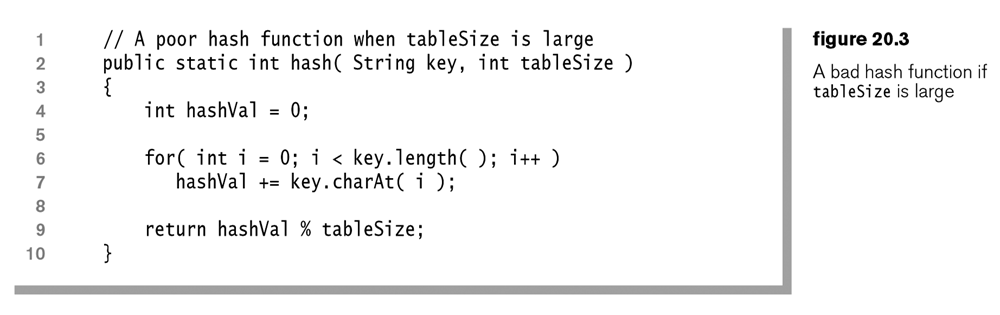 1 // A poor hash function when tableSize is large
2 public static int hash( String key, int tableSize )
3 {
4 int hashVal = 0;
5
6 for( int i = 0; i < key.length( ); i++ )
7 hashVal += key.charAt( i );
8
9 return hashVal % tableSize;
10 }
figure 20.3
A bad hash function if
tableSize is large